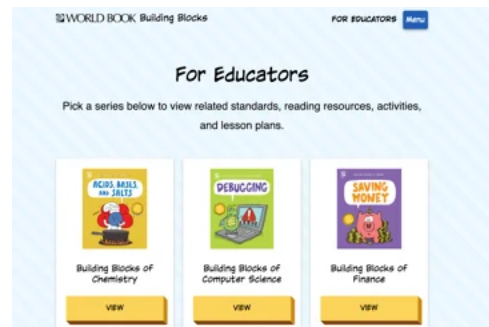 WORLD BOOK Building Blocks
FOR EDUCATORS
Menu
For Educators
Pick a series below to view related standards, reading resources, activities,
and lesson plans.
ACIDS, BASES,
AND SALTS
DEBUGGING
SAVING
MONEY
Building Blocks of
Chemistry
Building Blocks of
Computer Science
Building Blocks of
Finance
VIEW
VIEW
VIEW